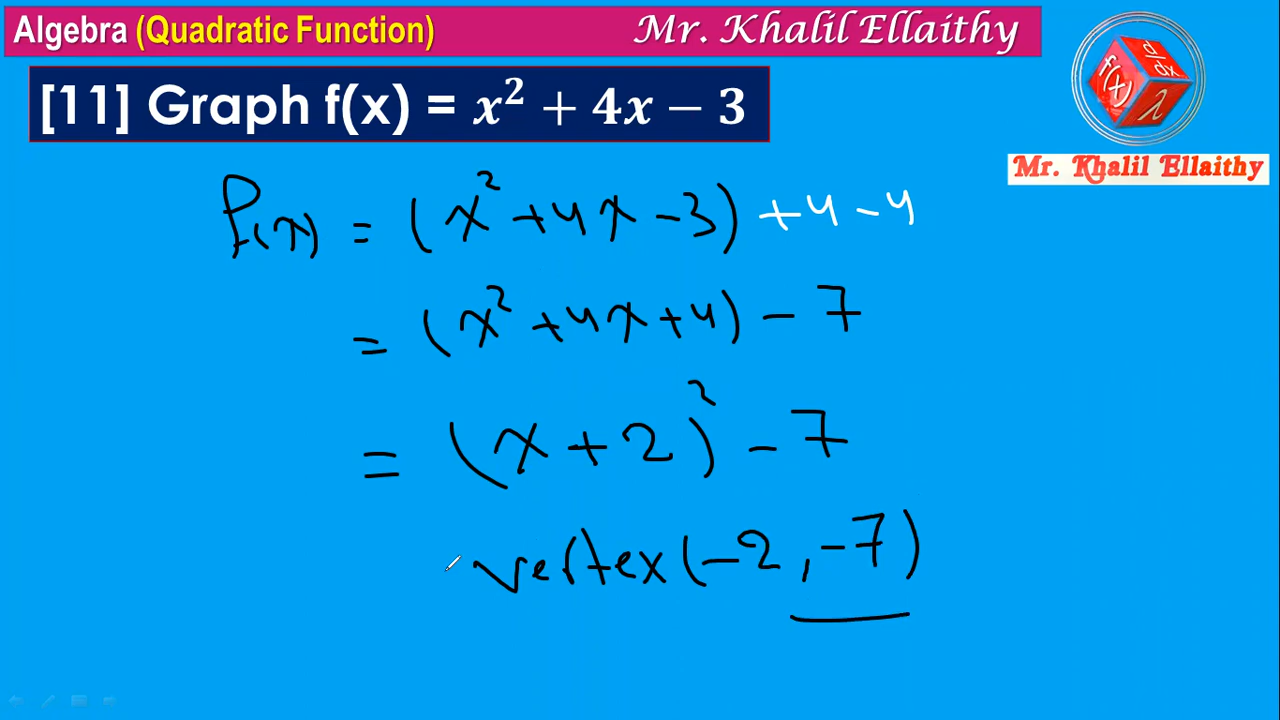 Algebra (Quadratic Function)
Mr. Khalil Ellaithy
[11] Graph f(x) = x² + 4x − 3
f(x)
d/dx
λ
Mr. Khalil Ellaithy
f(x) = (x² + 4x - 3) + 4 - 4
= (x² + 4x + 4) - 7
= (x + 2)² - 7
vertex (-2, -7)